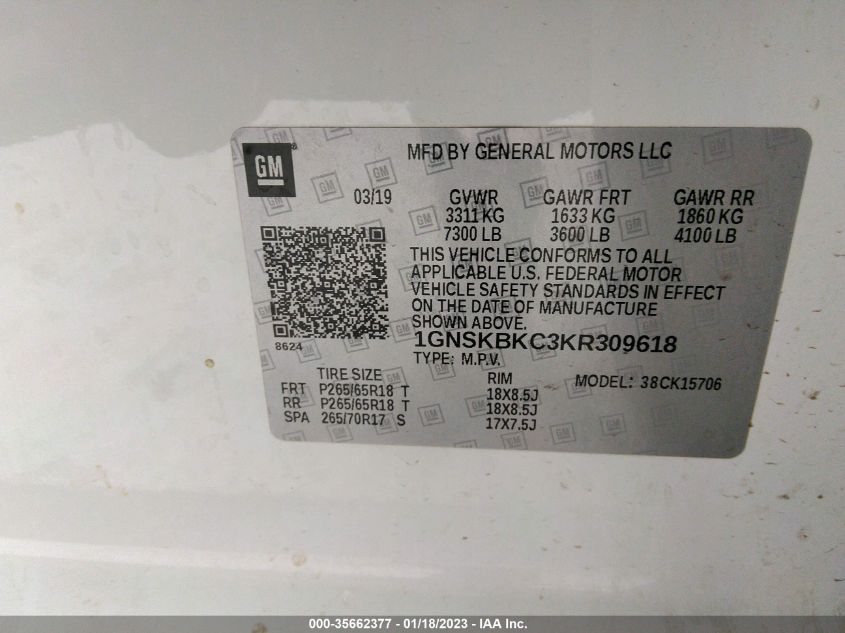 GM
MFD BY GENERAL MOTORS LLC
03/19 GVWR GAWR FRT GAWR RR
3311 KG 1633 KG 1860 KG
7300 LB 3600 LB 4100 LB
THIS VEHICLE CONFORMS TO ALL
APPLICABLE U.S. FEDERAL MOTOR
VEHICLE SAFETY STANDARDS IN EFFECT
ON THE DATE OF MANUFACTURE
SHOWN ABOVE.
8624
1GNSKBKC3KR309618
TYPE: M.P.V.
TIRE SIZE RIM MODEL: 38CK15706
FRT P265/65R18 T 18X8.5J
RR P265/65R18 T 18X8.5J
SPA 265/70R17 S 17X7.5J
000-35662377 - 01/18/2023 - IAA Inc.